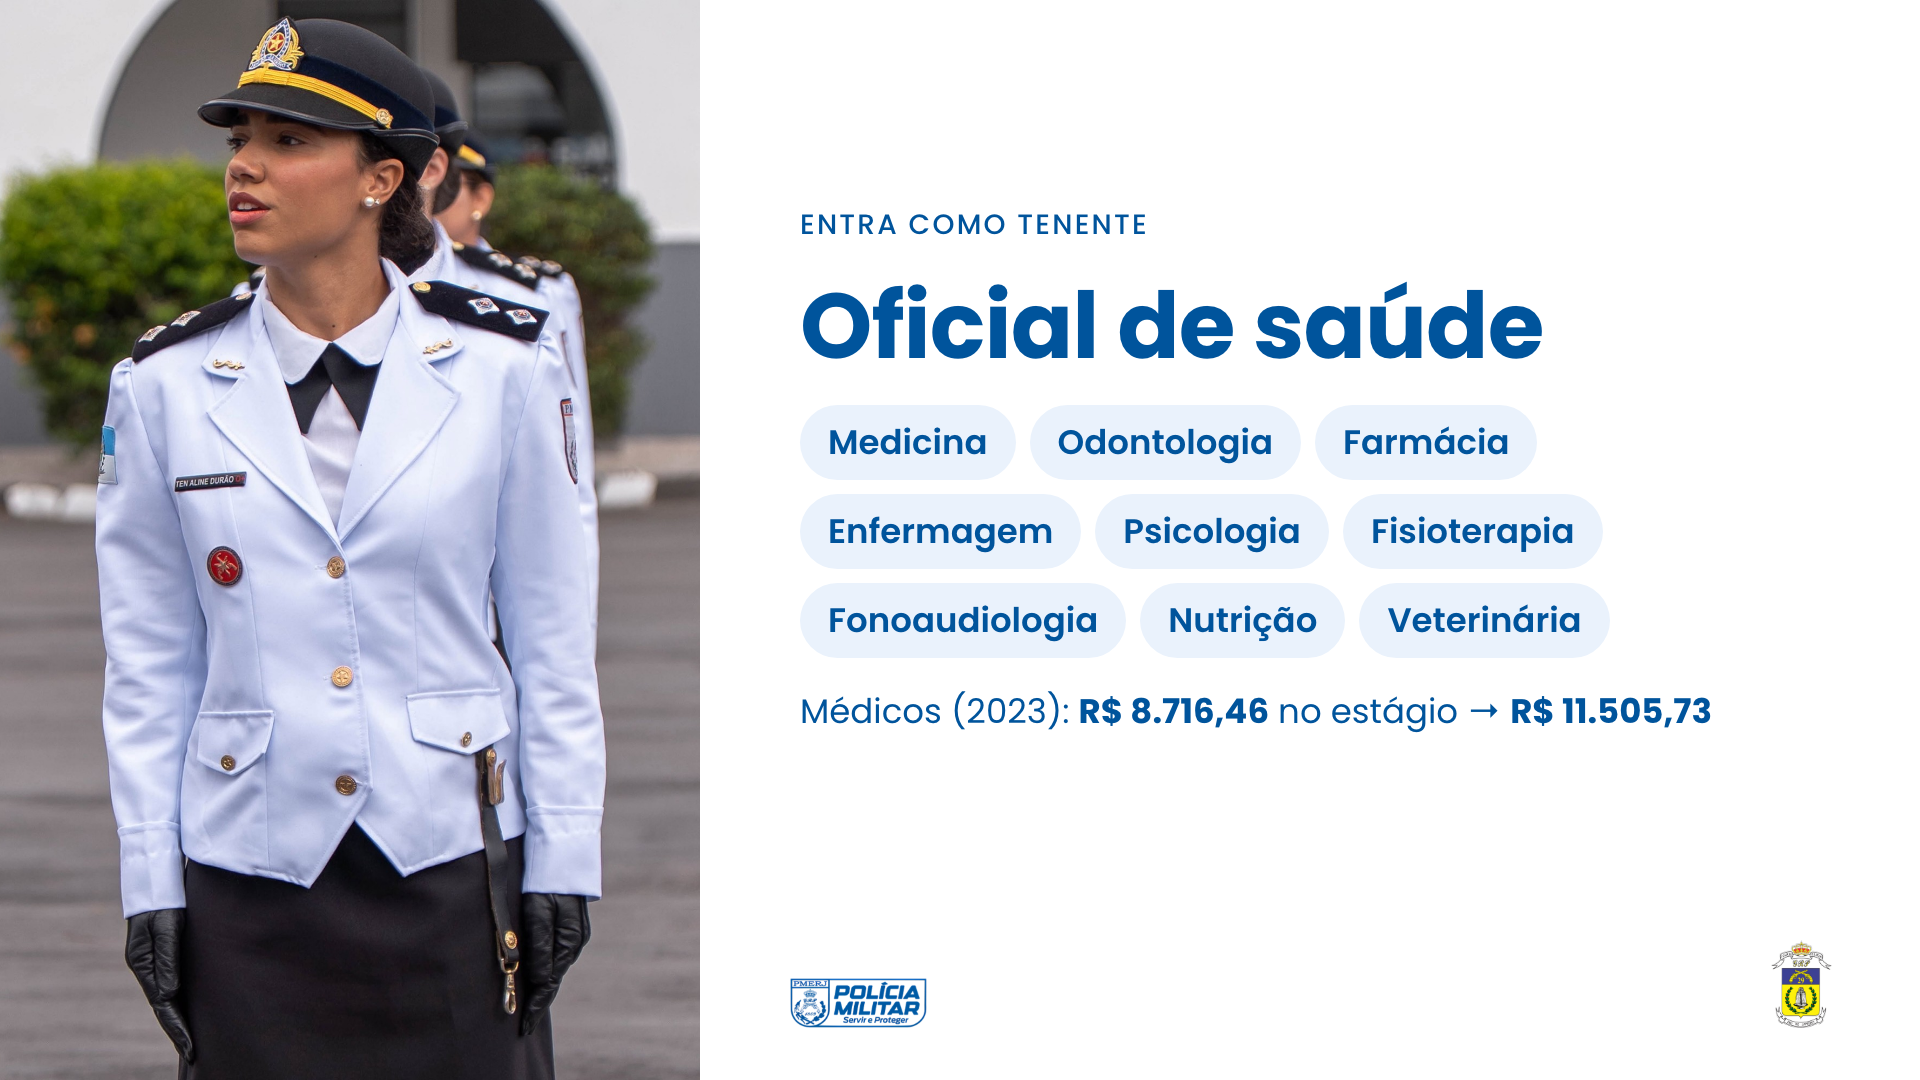 ENTRA COMO TENENTE
Oficial de saúde
Medicina
Odontologia
Farmácia
Enfermagem
Psicologia
Fisioterapia
Fonoaudiologia
Nutrição
Veterinária
Médicos (2023): R$ 8.716,46 no estágio → R$ 11.505,73
TEN ALINE DURÃO
PMERJ
POLÍCIA
MILITAR
Servir e Proteger
29